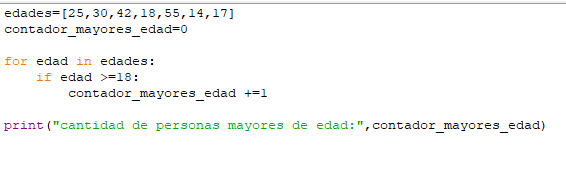 edades=[25,30,42,18,55,14,17]
contador_mayores_edad=0
for edad in edades:
    if edad >=18:
        contador_mayores_edad +=1
print("cantidad de personas mayores de edad:",contador_mayores_edad)